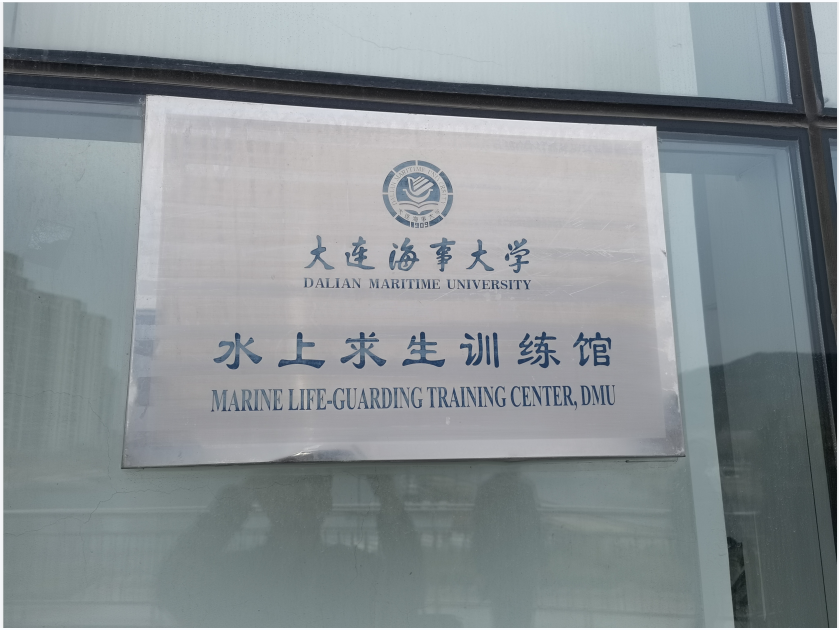 1909
大连海事大学
DALIAN MARITIME UNIVERSITY
水上求生训练馆
MARINE LIFE-GUARDING TRAINING CENTER, DMU